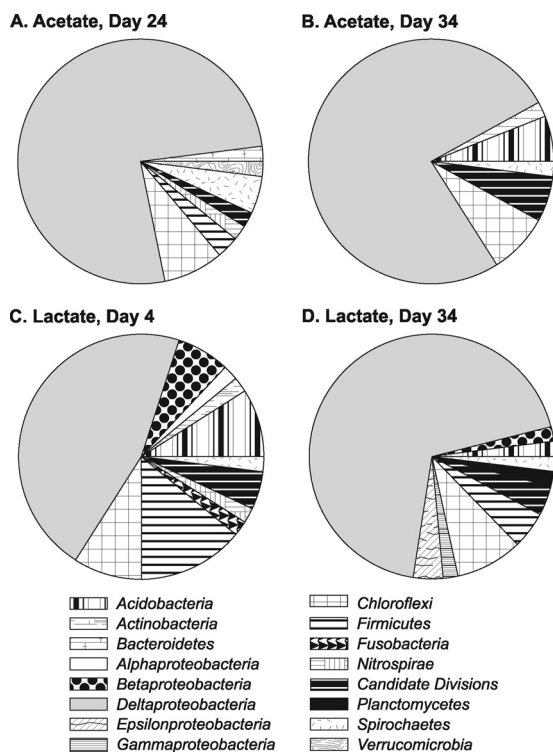 A. Acetate, Day 24
B. Acetate, Day 34
C. Lactate, Day 4
D. Lactate, Day 34
Acidobacteria
Actinobacteria
Bacteroidetes
Alphaproteobacteria
Betaproteobacteria
Deltaproteobacteria
Epsilonproteobacteria
Gammaproteobacteria
Chloroflexi
Firmicutes
Fusobacteria
Nitrospirae
Candidate Divisions
Planctomycetes
Spirochaetes
Verrucomicrobia